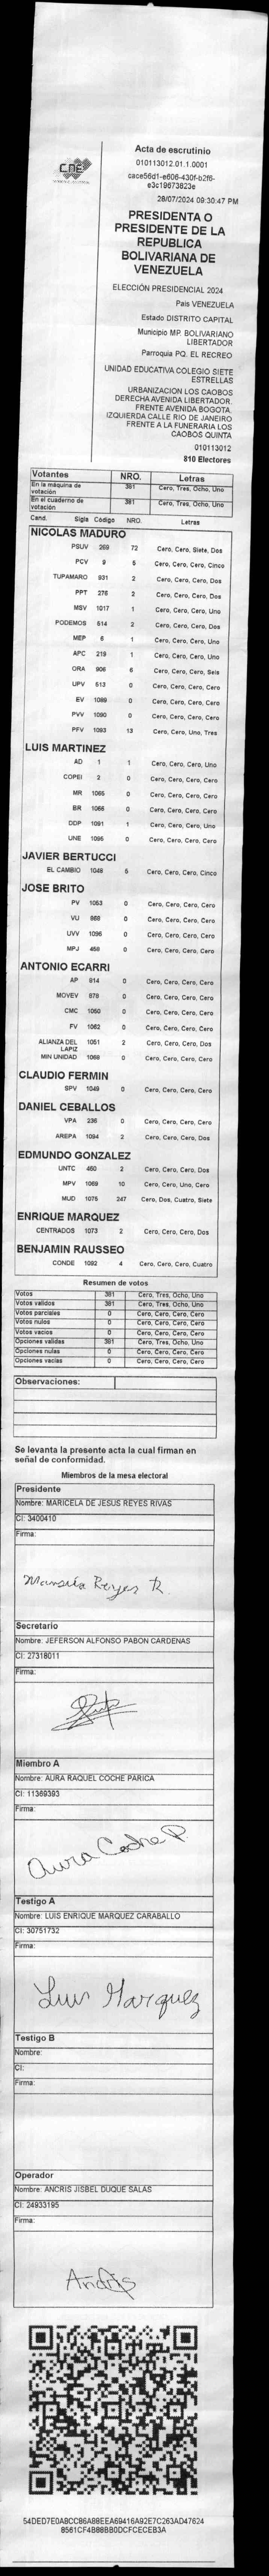 CNE
Acta de escrutinio
010113012.01.1.0001
cace56d1-e606-430f-b2f6-
e3c19673823e
28/07/2024 09:30:47 PM
PRESIDENTA O
PRESIDENTE DE LA
REPUBLICA
BOLIVARIANA DE
VENEZUELA
ELECCIÓN PRESIDENCIAL 2024
Pais VENEZUELA
Estado DISTRITO CAPITAL
Municipio MP. BOLIVARIANO
LIBERTADOR
Parroquia PQ. EL RECREO
UNIDAD EDUCATIVA COLEGIO SIETE
ESTRELLAS
URBANIZACION LOS CAOBOS
DERECHA AVENIDA LIBERTADOR.
FRENTE AVENIDA BOGOTA.
IZQUIERDA CALLE RIO DE JANEIRO
FRENTE A LA FUNERARIA LOS
CAOBOS QUINTA
010113012
810 Electores
Votantes NRO. Letras
En la máquina de votación 381 Cero, Tres, Ocho, Uno
En el cuaderno de votación 381 Cero, Tres, Ocho, Uno
Cand. Sigla Código NRO. Letras
NICOLAS MADURO
PSUV 269 72 Cero, Cero, Siete, Dos
PCV 9 5 Cero, Cero, Cero, Cinco
TUPAMARO 931 2 Cero, Cero, Cero, Dos
PPT 276 2 Cero, Cero, Cero, Dos
MSV 1017 1 Cero, Cero, Cero, Uno
PODEMOS 514 2 Cero, Cero, Cero, Dos
MEP 6 1 Cero, Cero, Cero, Uno
APC 219 1 Cero, Cero, Cero, Uno
ORA 906 6 Cero, Cero, Cero, Seis
UPV 513 0 Cero, Cero, Cero, Cero
EV 1089 0 Cero, Cero, Cero, Cero
PVV 1090 0 Cero, Cero, Cero, Cero
PFV 1093 13 Cero, Cero, Uno, Tres
LUIS MARTINEZ
AD 1 1 Cero, Cero, Cero, Uno
COPEI 2 0 Cero, Cero, Cero, Cero
MR 1065 0 Cero, Cero, Cero, Cero
BR 1066 0 Cero, Cero, Cero, Cero
DDP 1091 1 Cero, Cero, Cero, Uno
UNE 1095 0 Cero, Cero, Cero, Cero
JAVIER BERTUCCI
EL CAMBIO 1048 5 Cero, Cero, Cero, Cinco
JOSE BRITO
PV 1053 0 Cero, Cero, Cero, Cero
VU 868 0 Cero, Cero, Cero, Cero
UVV 1096 0 Cero, Cero, Cero, Cero
MPJ 458 0 Cero, Cero, Cero, Cero
ANTONIO ECARRI
AP 914 0 Cero, Cero, Cero, Cero
MOVEV 878 0 Cero, Cero, Cero, Cero
CMC 1050 0 Cero, Cero, Cero, Cero
FV 1062 0 Cero, Cero, Cero, Cero
ALIANZA DEL LAPIZ 1051 2 Cero, Cero, Cero, Dos
MIN UNIDAD 1069 0 Cero, Cero, Cero, Cero
CLAUDIO FERMIN
SPV 1049 0 Cero, Cero, Cero, Cero
DANIEL CEBALLOS
VPA 236 0 Cero, Cero, Cero, Cero
AREPA 1094 2 Cero, Cero, Cero, Dos
EDMUNDO GONZALEZ
UNTC 460 2 Cero, Cero, Cero, Dos
MPV 1068 10 Cero, Cero, Uno, Cero
MUD 1075 247 Cero, Dos, Cuatro, Siete
ENRIQUE MARQUEZ
CENTRADOS 1073 2 Cero, Cero, Cero, Dos
BENJAMIN RAUSSEO
CONDE 1092 4 Cero, Cero, Cero, Cuatro
Resumen de votos
Votos 381 Cero, Tres, Ocho, Uno
Votos validos 381 Cero, Tres, Ocho, Uno
Votos parciales 0 Cero, Cero, Cero, Cero
Votos nulos 0 Cero, Cero, Cero, Cero
Votos vacios 0 Cero, Cero, Cero, Cero
Opciones validas 381 Cero, Tres, Ocho, Uno
Opciones nulas 0 Cero, Cero, Cero, Cero
Opciones vacias 0 Cero, Cero, Cero, Cero
Observaciones:
Se levanta la presente acta la cual firman en
señal de conformidad.
Miembros de la mesa electoral
Presidente
Nombre: MARICELA DE JESUS REYES RIVAS
CI: 3400410
Firma:
Reyes R.
Secretario
Nombre: JEFERSON ALFONSO PABON CARDENAS
CI: 27318011
Firma:
Miembro A
Nombre: AURA RAQUEL COCHE PARICA
CI: 11369393
Firma:
Aura Coche P.
Testigo A
Nombre: LUIS ENRIQUE MARQUEZ CARABALLO
CI: 30751732
Firma:
Luis Marquez
Testigo B
Nombre:
CI:
Firma:
Operador
Nombre: ANCRIS JISBEL DUQUE SALAS
CI: 24933195
Firma:
54DED7E0ABCC86A88EEA69416A92E7C263AD47624
8561CF4B88BB0DCFCECEB3A